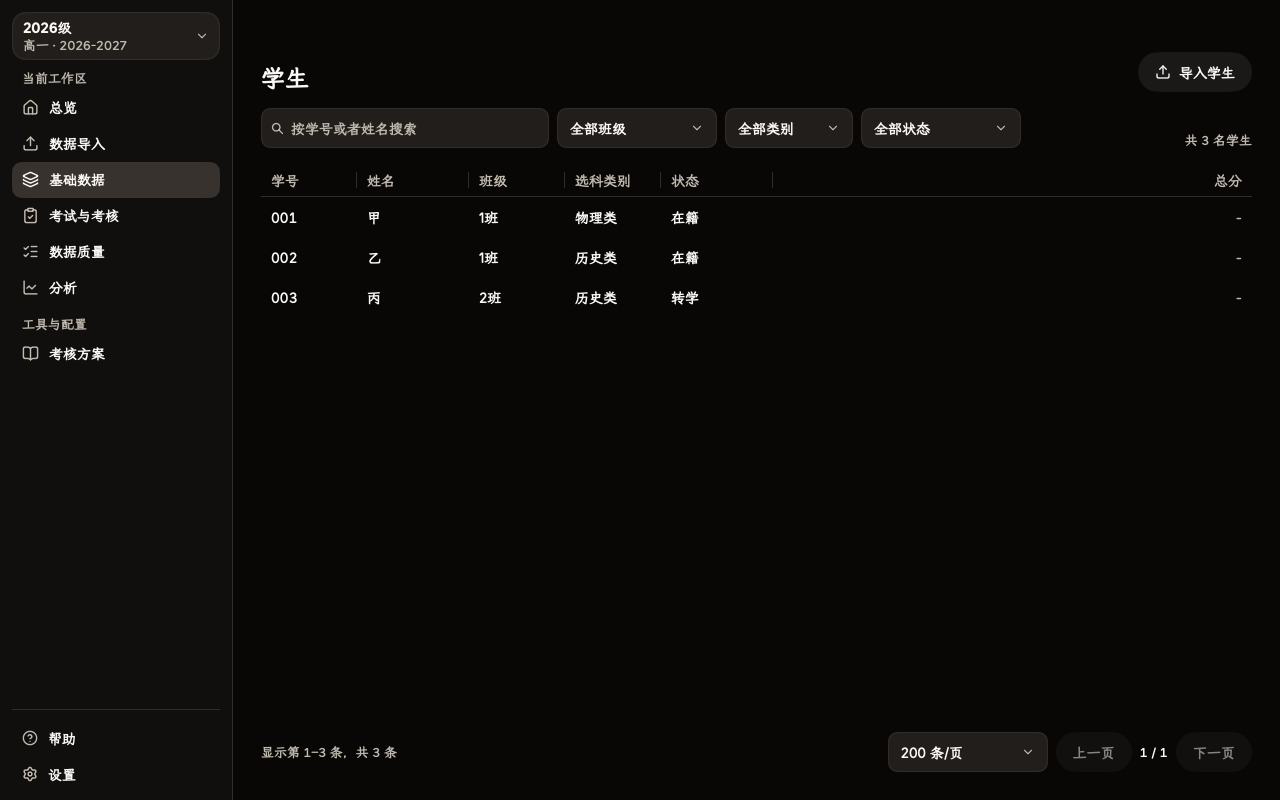 2026级
高一 · 2026-2027
当前工作区
总览
数据导入
基础数据
考试与考核
数据质量
分析
工具与配置
考核方案
帮助
设置
学生
导入学生
按学号或者姓名搜索
全部班级
全部类别
全部状态
共 3 名学生
学号 姓名 班级 选科类别 状态 总分
001 甲 1班 物理类 在籍 -
002 乙 1班 历史类 在籍 -
003 丙 2班 历史类 转学 -
显示第 1–3 条，共 3 条
200 条/页
上一页
1 / 1
下一页